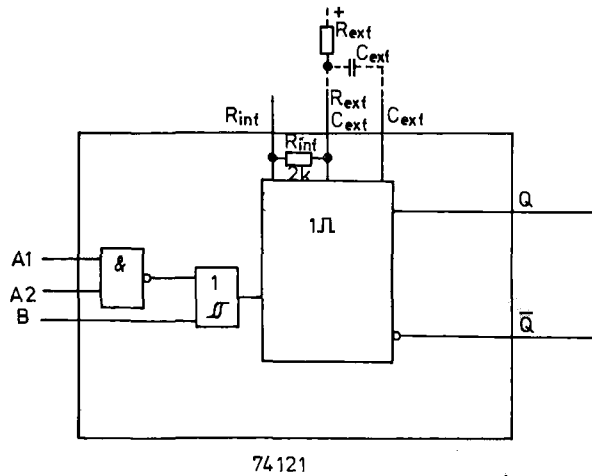 +
Rext
Cext
Rint
Rext
Cext
Cext
Rint
2k
1⎍
Q
A1
&
A2
1
B
Q̅
74121